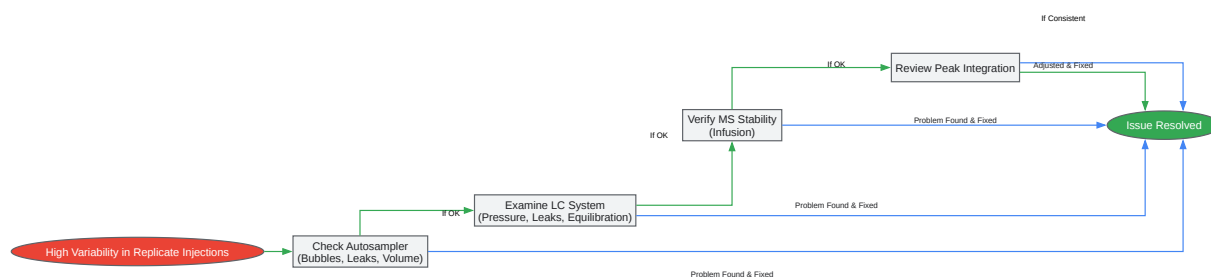 If Consistent
If OK
Review Peak Integration
Adjusted & Fixed
Verify MS Stability
(Infusion)
Problem Found & Fixed
Issue Resolved
If OK
Examine LC System
(Pressure, Leaks, Equilibration)
Problem Found & Fixed
If OK
High Variability in Replicate Injections
Check Autosampler
(Bubbles, Leaks, Volume)
Problem Found & Fixed